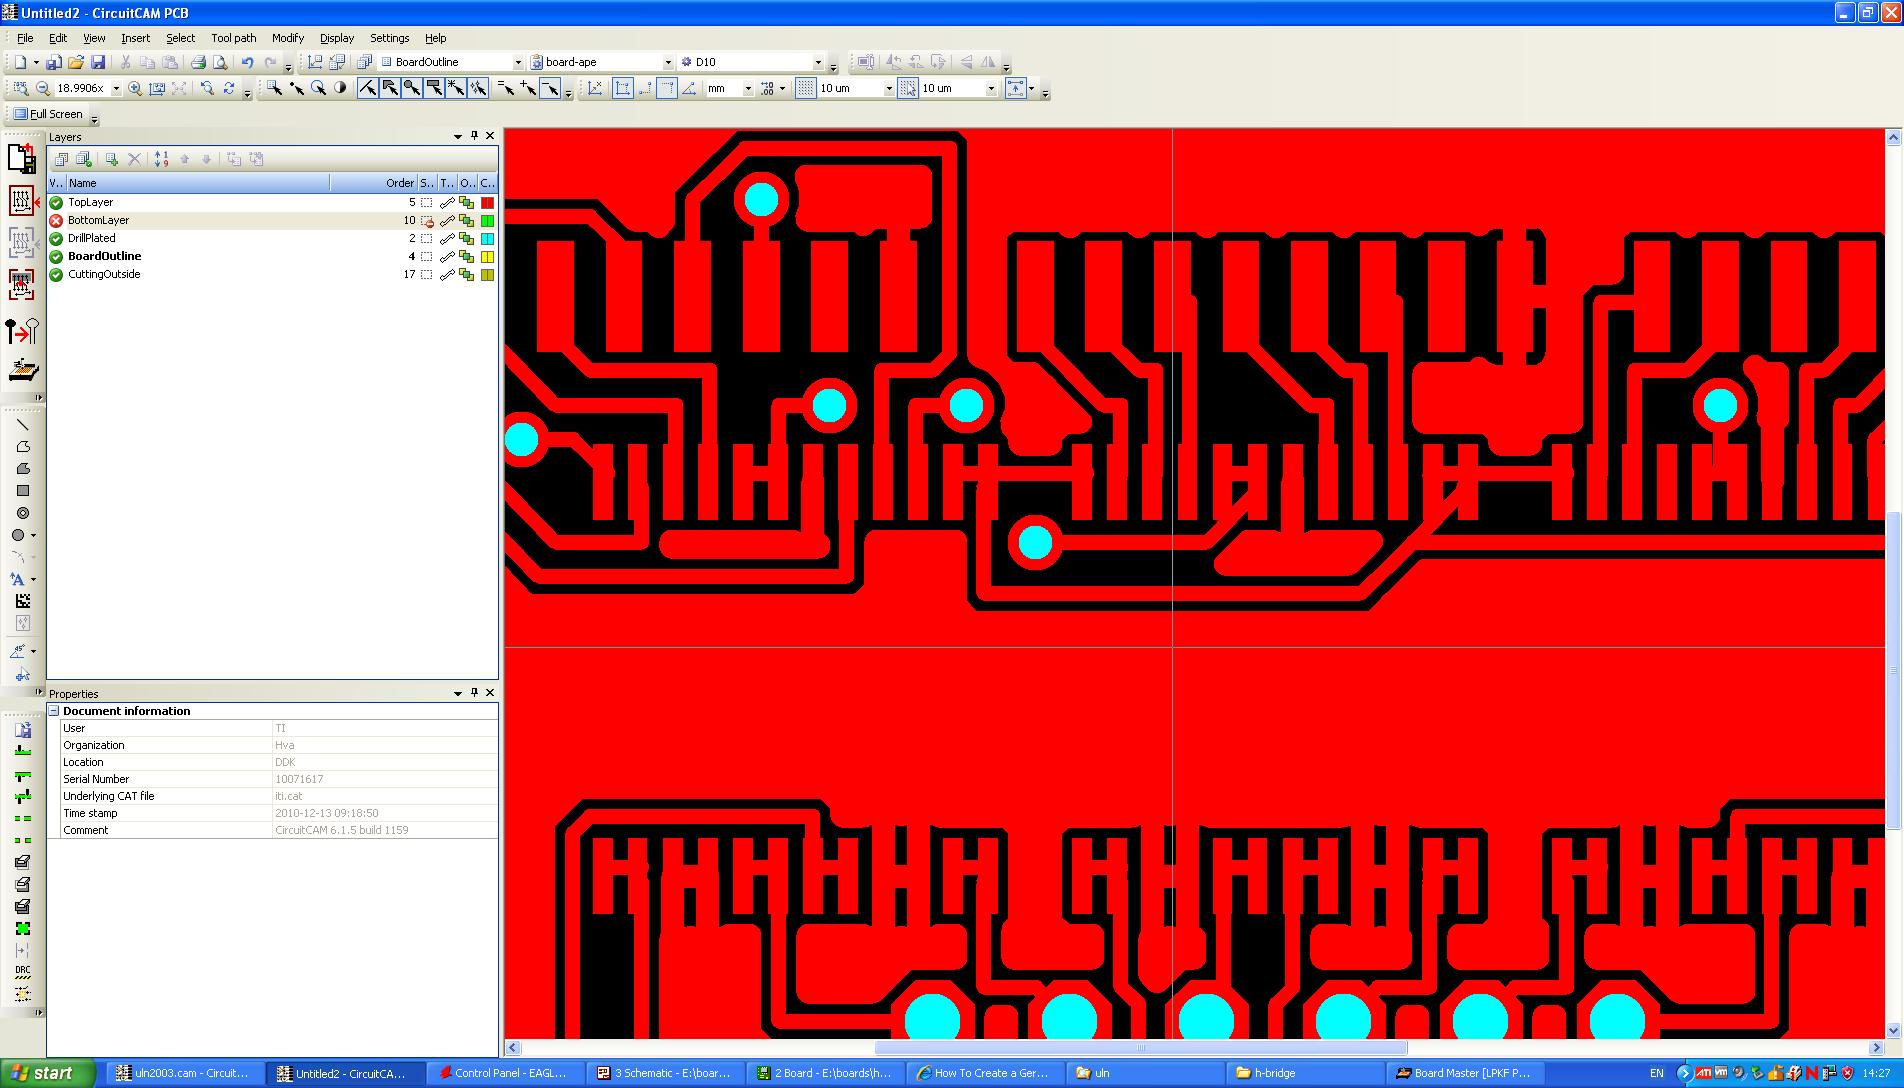 Untitled2 - CircuitCAM PCB
File Edit View Insert Select Tool path Modify Display Settings Help
BoardOutline board-ape D10
18.9906x mm 10 um 10 um
Full Screen
Layers
V.. Name Order S.. T.. O.. C..
TopLayer 5
BottomLayer 10
DrillPlated 2
BoardOutline 4
CuttingOutside 17
Properties
Document information
User TI
Organization Hva
Location DDK
Serial Number 10071617
Underlying CAT file iti.cat
Time stamp 2010-12-13 09:18:50
Comment CircuitCAM 6.1.5 build 1159
DRC
start uln2003.cam - Circuit... Untitled2 - CircuitCA... Control Panel - EAGL... 3 Schematic - E:\boar... 2 Board - E:\boards\h... How To Create a Ger... uln h-bridge Board Master [LPKF P... EN 14:27